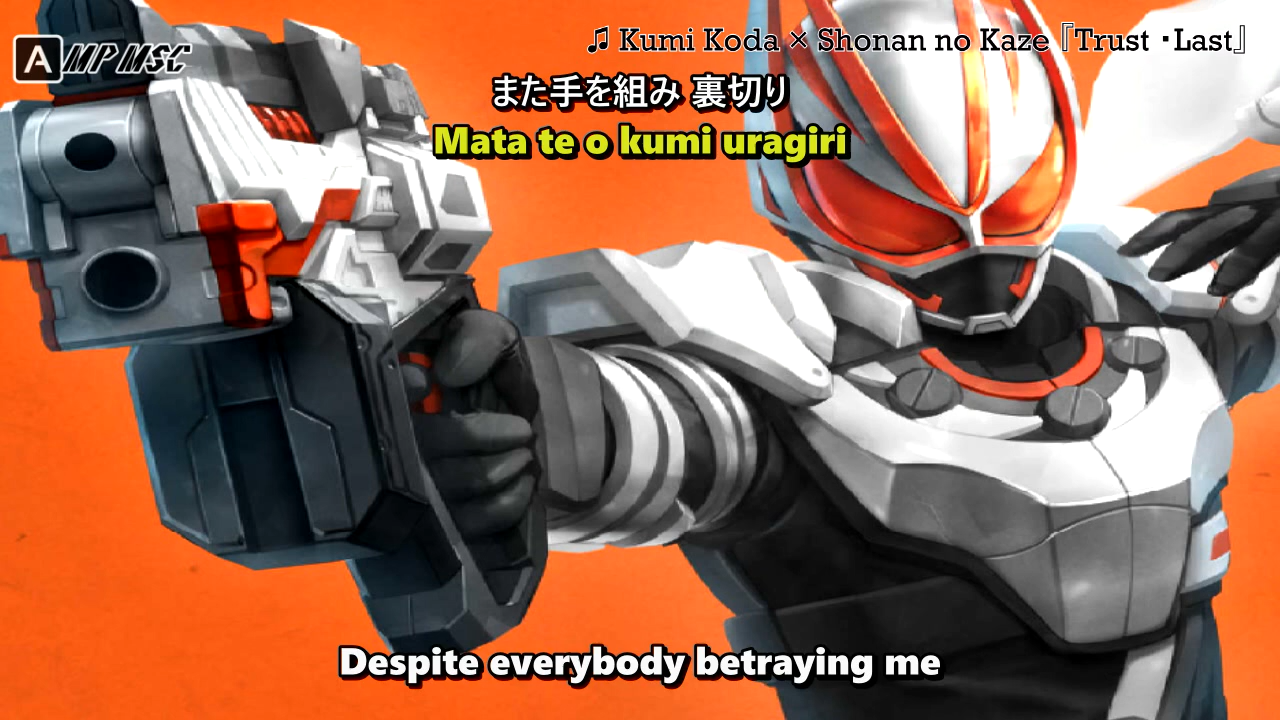 AMP MSC
♫ Kumi Koda × Shonan no Kaze 『Trust・Last』
また手を組み 裏切り
Mata te o kumi uragiri
Despite everybody betraying me